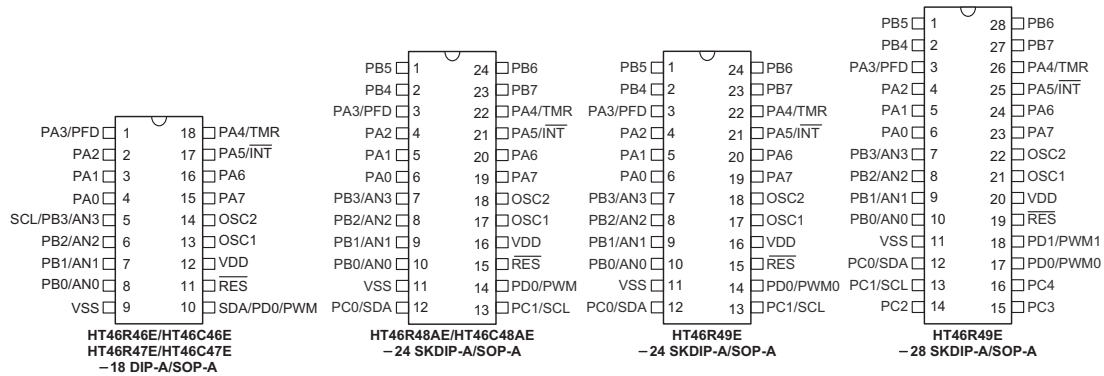 PA3/PFD 1 18 PA4/TMR
PA2 2 17 PA5/INT
PA1 3 16 PA6
PA0 4 15 PA7
SCL/PB3/AN3 5 14 OSC2
PB2/AN2 6 13 OSC1
PB1/AN1 7 12 VDD
PB0/AN0 8 11 RES
VSS 9 10 SDA/PD0/PWM
HT46R46E/HT46C46E
HT46R47E/HT46C47E
−18 DIP-A/SOP-A
PB5 1 24 PB6
PB4 2 23 PB7
PA3/PFD 3 22 PA4/TMR
PA2 4 21 PA5/INT
PA1 5 20 PA6
PA0 6 19 PA7
PB3/AN3 7 18 OSC2
PB2/AN2 8 17 OSC1
PB1/AN1 9 16 VDD
PB0/AN0 10 15 RES
VSS 11 14 PD0/PWM
PC0/SDA 12 13 PC1/SCL
HT46R48AE/HT46C48AE
−24 SKDIP-A/SOP-A
PB5 1 24 PB6
PB4 2 23 PB7
PA3/PFD 3 22 PA4/TMR
PA2 4 21 PA5/INT
PA1 5 20 PA6
PA0 6 19 PA7
PB3/AN3 7 18 OSC2
PB2/AN2 8 17 OSC1
PB1/AN1 9 16 VDD
PB0/AN0 10 15 RES
VSS 11 14 PD0/PWM0
PC0/SDA 12 13 PC1/SCL
HT46R49E
−24 SKDIP-A/SOP-A
PB5 1 28 PB6
PB4 2 27 PB7
PA3/PFD 3 26 PA4/TMR
PA2 4 25 PA5/INT
PA1 5 24 PA6
PA0 6 23 PA7
PB3/AN3 7 22 OSC2
PB2/AN2 8 21 OSC1
PB1/AN1 9 20 VDD
PB0/AN0 10 19 RES
VSS 11 18 PD1/PWM1
PC0/SDA 12 17 PD0/PWM0
PC1/SCL 13 16 PC4
PC2 14 15 PC3
HT46R49E
−28 SKDIP-A/SOP-A